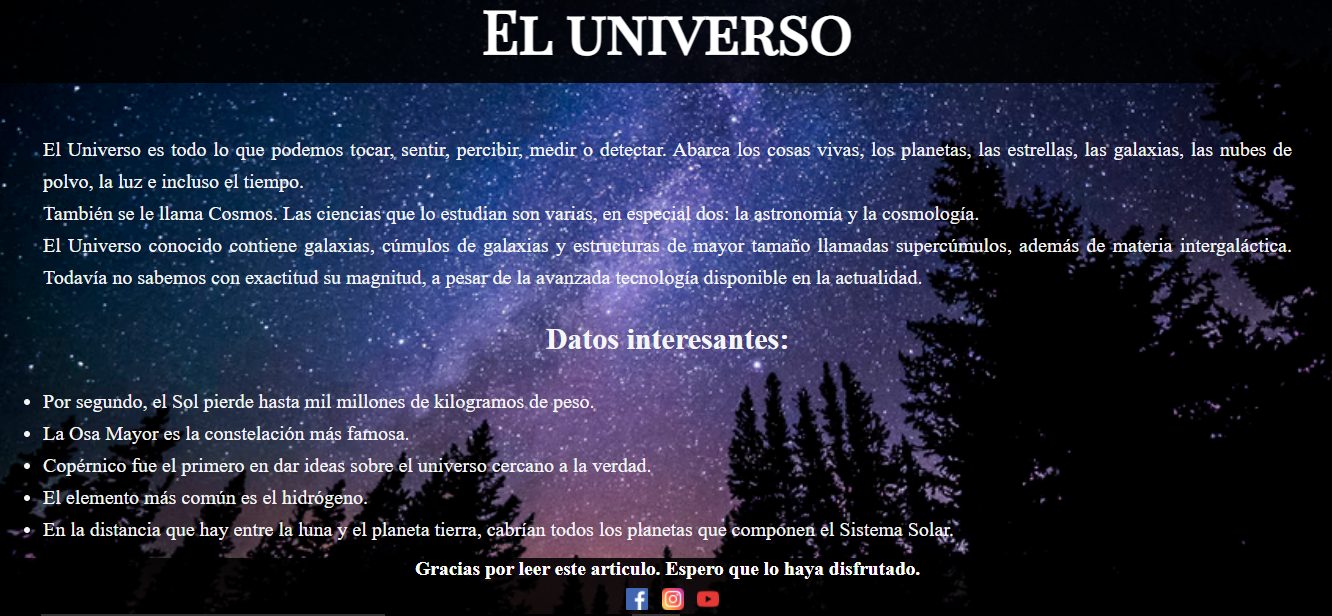 El universo
El Universo es todo lo que podemos tocar, sentir, percibir, medir o detectar. Abarca los cosas vivas, los planetas, las estrellas, las galaxias, las nubes de
polvo, la luz e incluso el tiempo.
También se le llama Cosmos. Las ciencias que lo estudian son varias, en especial dos: la astronomía y la cosmología.
El Universo conocido contiene galaxias, cúmulos de galaxias y estructuras de mayor tamaño llamadas supercúmulos, además de materia intergaláctica.
Todavía no sabemos con exactitud su magnitud, a pesar de la avanzada tecnología disponible en la actualidad.
Datos interesantes:
• Por segundo, el Sol pierde hasta mil millones de kilogramos de peso.
• La Osa Mayor es la constelación más famosa.
• Copérnico fue el primero en dar ideas sobre el universo cercano a la verdad.
• El elemento más común es el hidrógeno.
• En la distancia que hay entre la luna y el planeta tierra, cabrían todos los planetas que componen el Sistema Solar.
Gracias por leer este articulo. Espero que lo haya disfrutado.